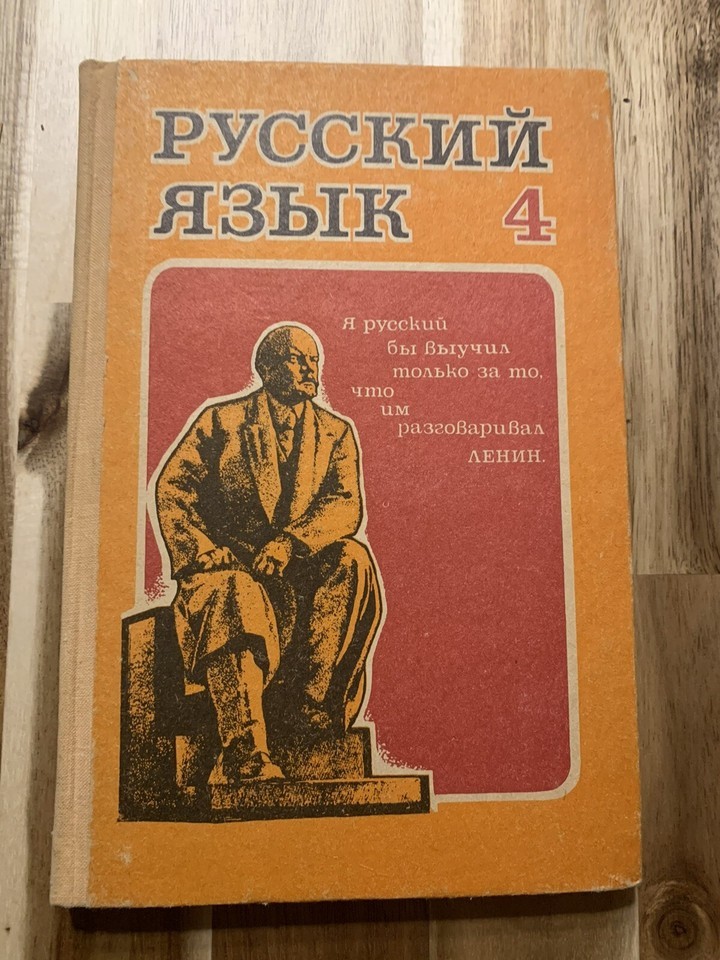 РУССКИЙ
ЯЗЫК 4
Я русский
бы выучил
только за то,
что
им
разговаривал
ЛЕНИН.